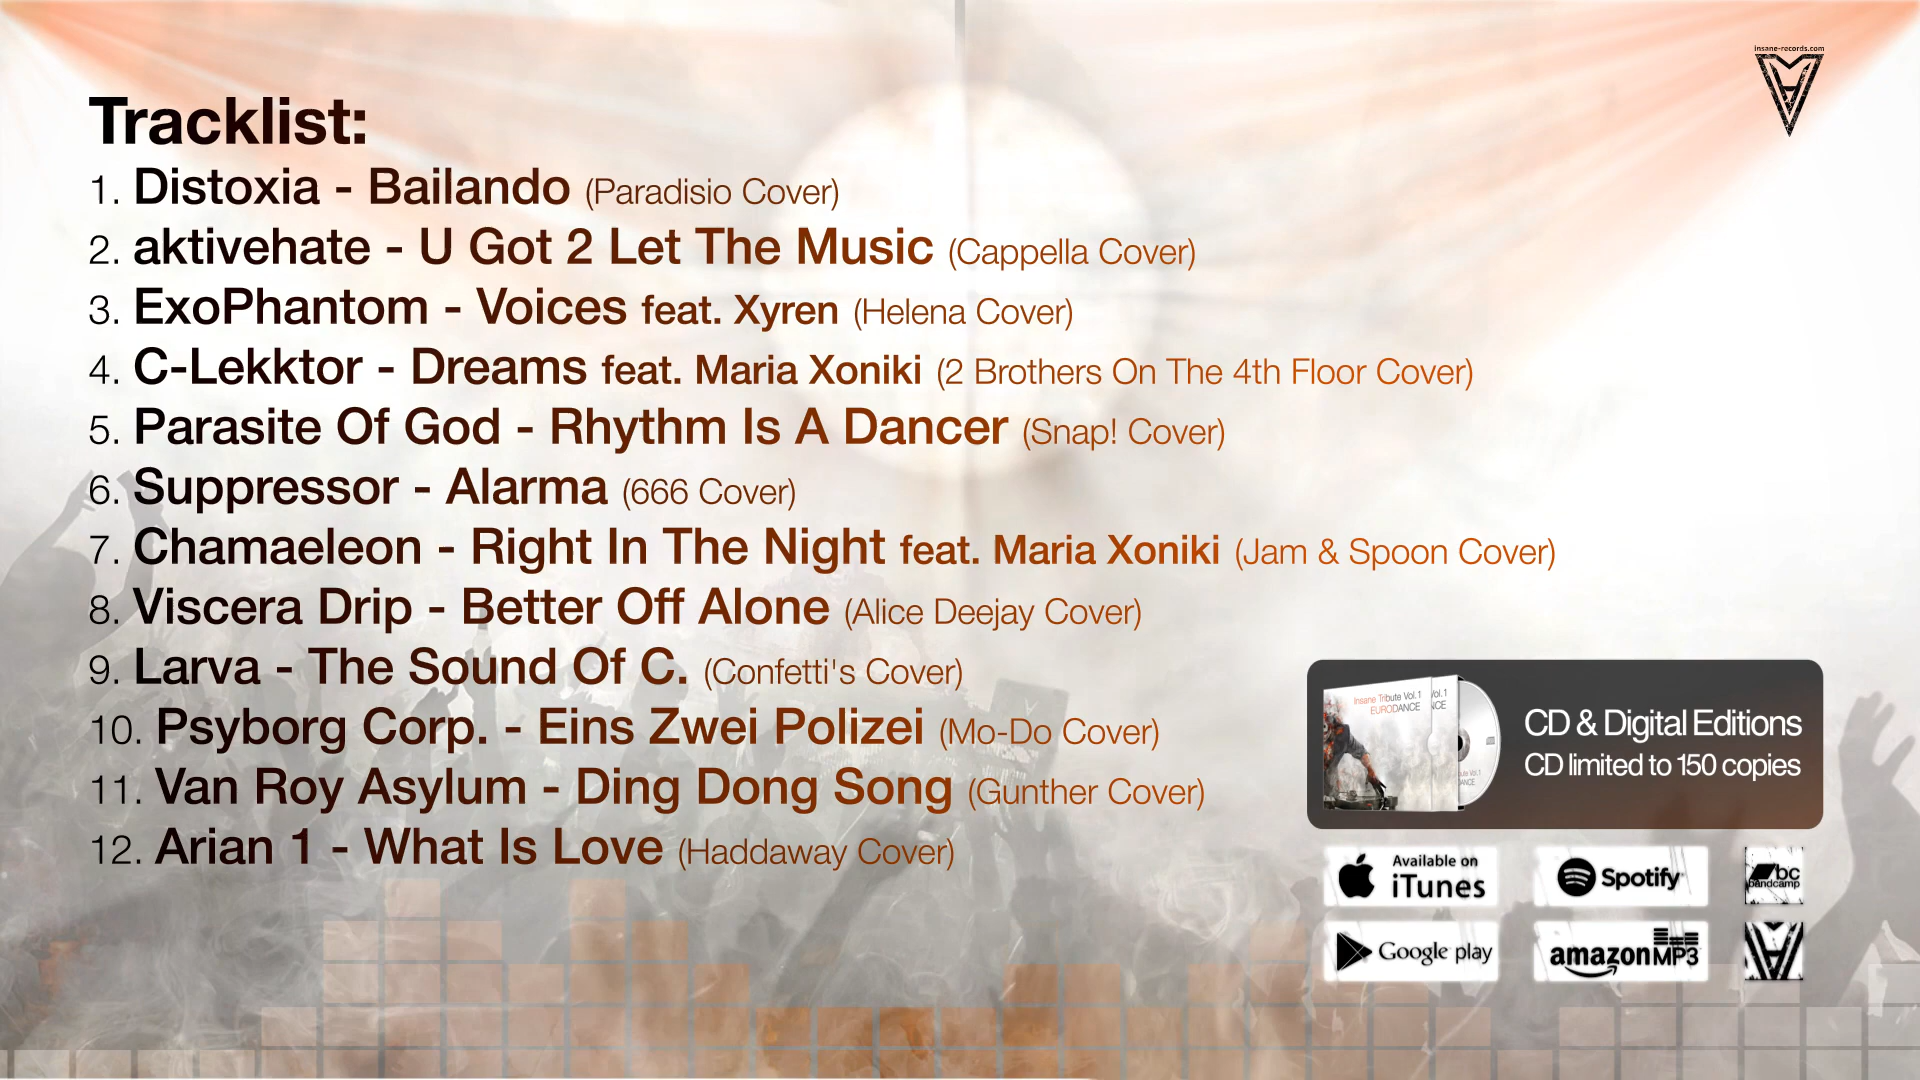 insane-records.com
Tracklist:
1. Distoxia - Bailando (Paradisio Cover)
2. aktivehate - U Got 2 Let The Music (Cappella Cover)
3. ExoPhantom - Voices feat. Xyren (Helena Cover)
4. C-Lekktor - Dreams feat. Maria Xoniki (2 Brothers On The 4th Floor Cover)
5. Parasite Of God - Rhythm Is A Dancer (Snap! Cover)
6. Suppressor - Alarma (666 Cover)
7. Chamaeleon - Right In The Night feat. Maria Xoniki (Jam & Spoon Cover)
8. Viscera Drip - Better Off Alone (Alice Deejay Cover)
9. Larva - The Sound Of C. (Confetti's Cover)
10. Psyborg Corp. - Eins Zwei Polizei (Mo-Do Cover)
11. Van Roy Asylum - Ding Dong Song (Gunther Cover)
12. Arian 1 - What Is Love (Haddaway Cover)
Insane Tribute Vol.1
EURODANCE
Vol.1
NCE
CD & Digital Editions
CD limited to 150 copies
Available on
iTunes
Spotify
bc
bandcamp
Google play
amazonMP3